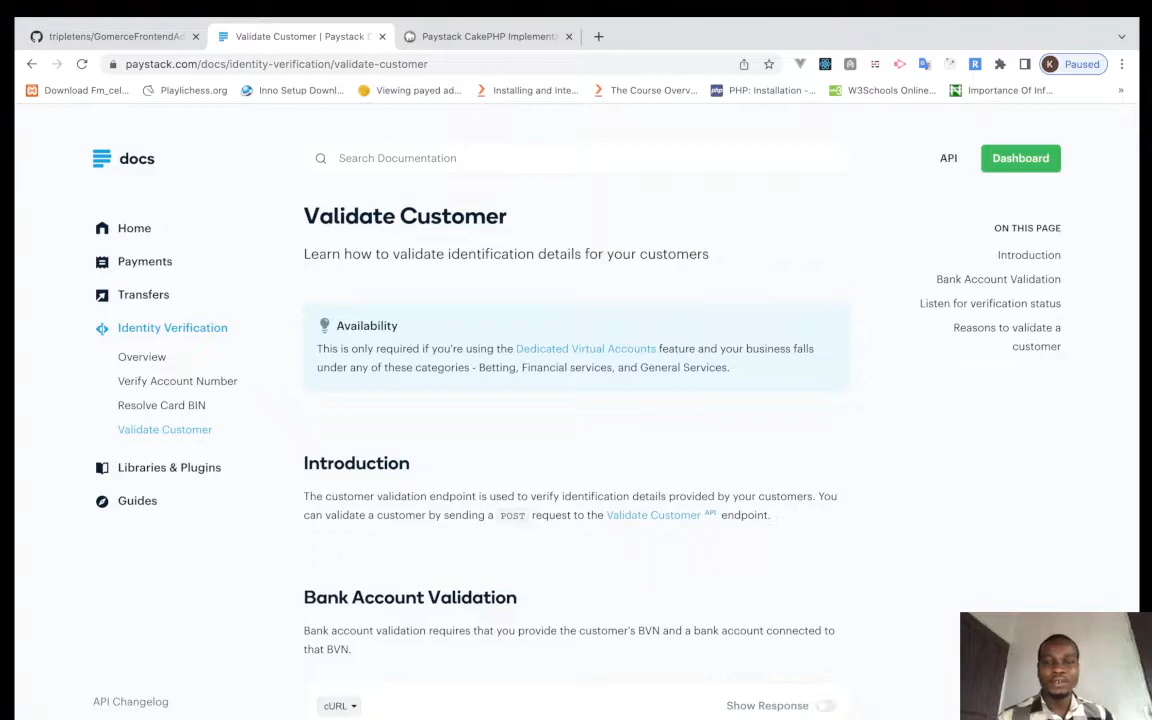 tripletens/GomerceFrontendAd
Validate Customer | Paystack D
Paystack CakePHP Implementa
paystack.com/docs/identity-verification/validate-customer
K Paused
Download Fm_cel...
Playlichess.org
Inno Setup Downl...
Viewing payed ad...
Installing and Inte...
The Course Overv...
PHP: Installation -...
W3Schools Online...
Importance Of Inf...
»
docs
Search Documentation
API
Dashboard
Home
Payments
Transfers
Identity Verification
Overview
Verify Account Number
Resolve Card BIN
Validate Customer
Libraries & Plugins
Guides
API Changelog
Validate Customer
Learn how to validate identification details for your customers
Availability
This is only required if you're using the Dedicated Virtual Accounts feature and your business falls
under any of these categories - Betting, Financial services, and General Services.
Introduction
The customer validation endpoint is used to verify identification details provided by your customers. You
can validate a customer by sending a POST request to the Validate Customer API endpoint.
Bank Account Validation
Bank account validation requires that you provide the customer's BVN and a bank account connected to
that BVN.
cURL
Show Response
ON THIS PAGE
Introduction
Bank Account Validation
Listen for verification status
Reasons to validate a
customer